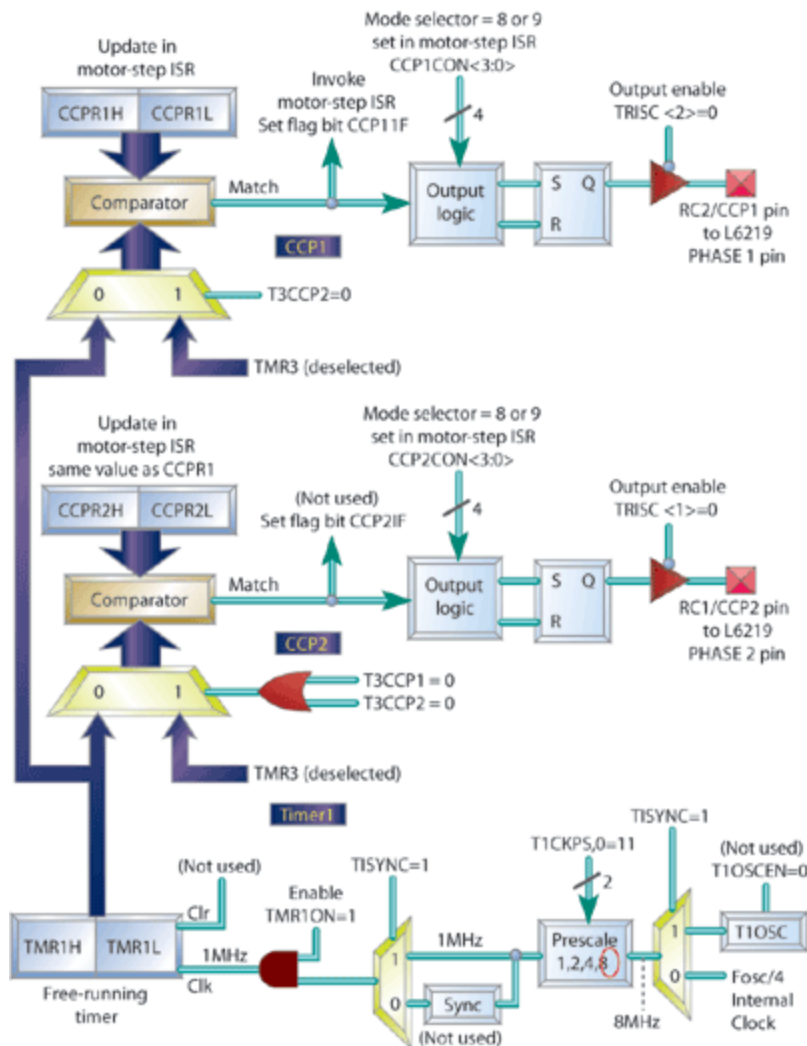 Update in
motor-step ISR
CCPR1H
CCPR1L
Invoke
motor-step ISR
Set flag bit CCP11F
Mode selector = 8 or 9
set in motor-step ISR
CCP1CON<3:0>
4
Output enable
TRISC <2>=0
Comparator
Match
Output
logic
S
Q
R
RC2/CCP1 pin
to L6219
PHASE 1 pin
CCP1
0
1
T3CCP2=0
TMR3 (deselected)
Update in
motor-step ISR
same value as CCPR1
CCPR2H
CCPR2L
(Not used)
Set flag bit CCP2IF
Mode selector = 8 or 9
set in motor-step ISR
CCP2CON<3:0>
4
Output enable
TRISC <1>=0
Comparator
Match
Output
logic
S
Q
R
RC1/CCP2 pin
to L6219
PHASE 2 pin
CCP2
0
1
T3CCP1 = 0
T3CCP2 = 0
TMR3 (deselected)
Timer1
(Not used)
Clr
TMR1H
TMR1L
1MHz
Clk
Free-running
timer
Enable
TMR1ON=1
TISYNC=1
1
0
1MHz
Sync
(Not used)
T1CKPS,0=11
2
Prescale
1,2,4,8
8MHz
TISYNC=1
1
0
(Not used)
T1OSCEN=0
T1OSC
Fosc/4
Internal
Clock